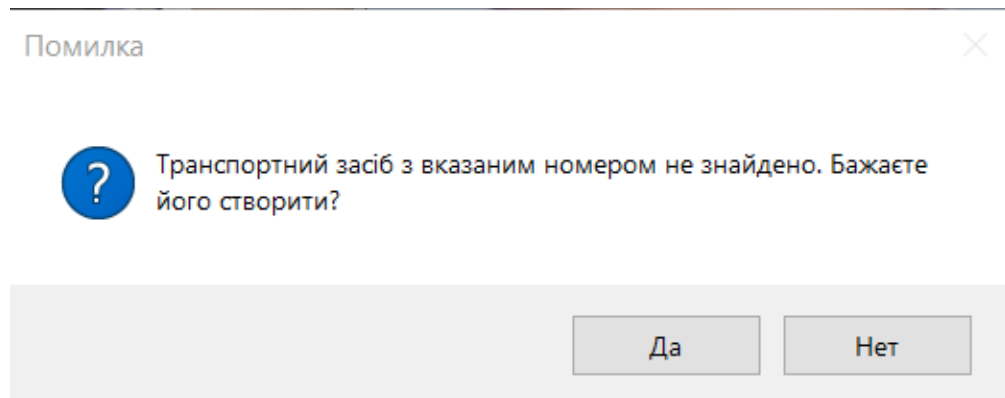 Помилка
Транспортний засіб з вказаним номером не знайдено. Бажаєте
його створити?
Да
Нет